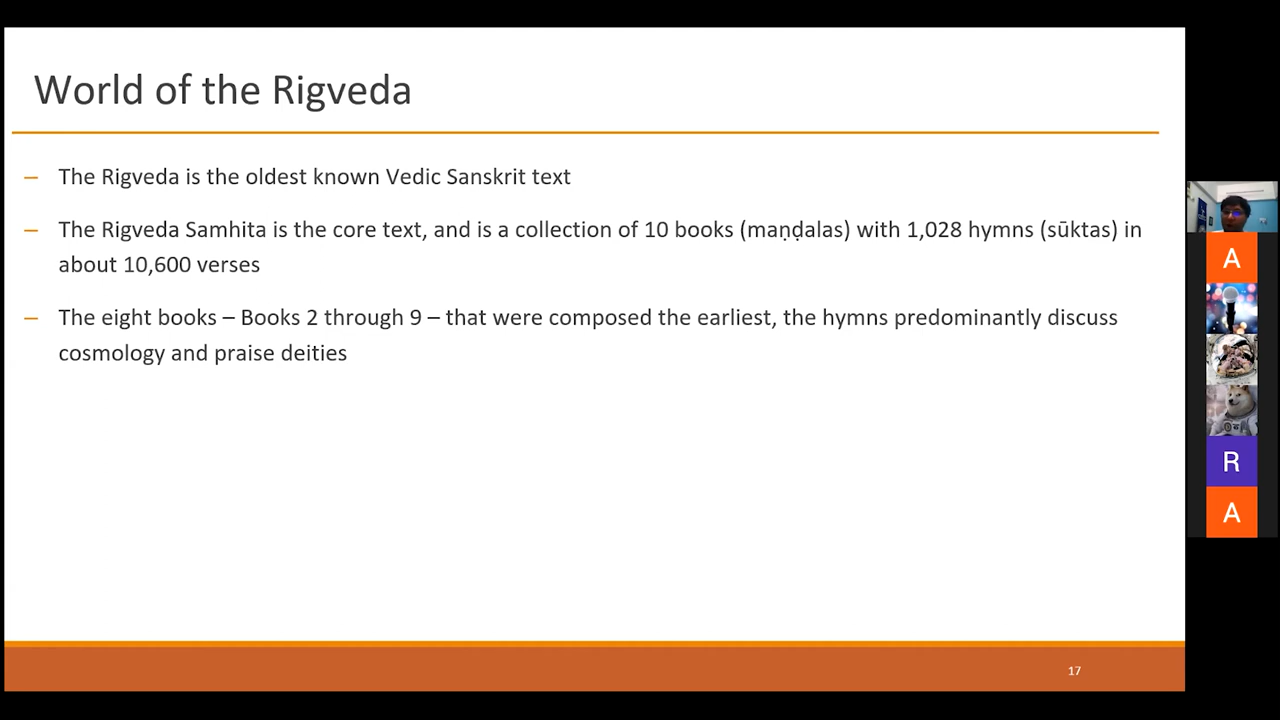 World of the Rigveda
– The Rigveda is the oldest known Vedic Sanskrit text
– The Rigveda Samhita is the core text, and is a collection of 10 books (maṇḍalas) with 1,028 hymns (sūktas) in
about 10,600 verses
– The eight books – Books 2 through 9 – that were composed the earliest, the hymns predominantly discuss
cosmology and praise deities
17
A
R
A